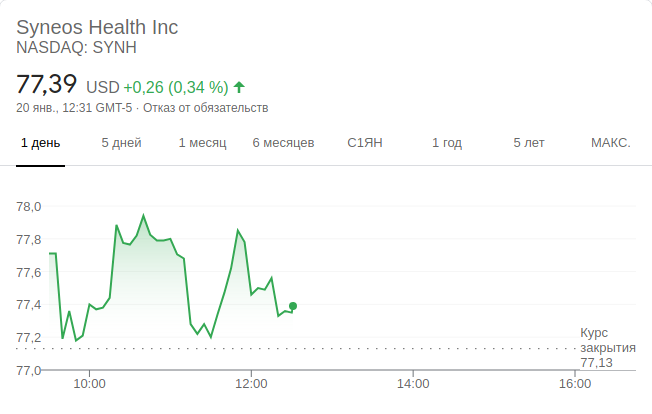 Syneos Health Inc
NASDAQ: SYNH
77,39 USD +0,26 (0,34 %)
20 янв., 12:31 GMT-5 · Отказ от обязательств
1 день 5 дней 1 месяц 6 месяцев С1ЯН 1 год 5 лет МАКС.
78,0
77,8
77,6
77,4
77,2
77,0
Курс
закрытия
77,13
10:00 12:00 14:00 16:00